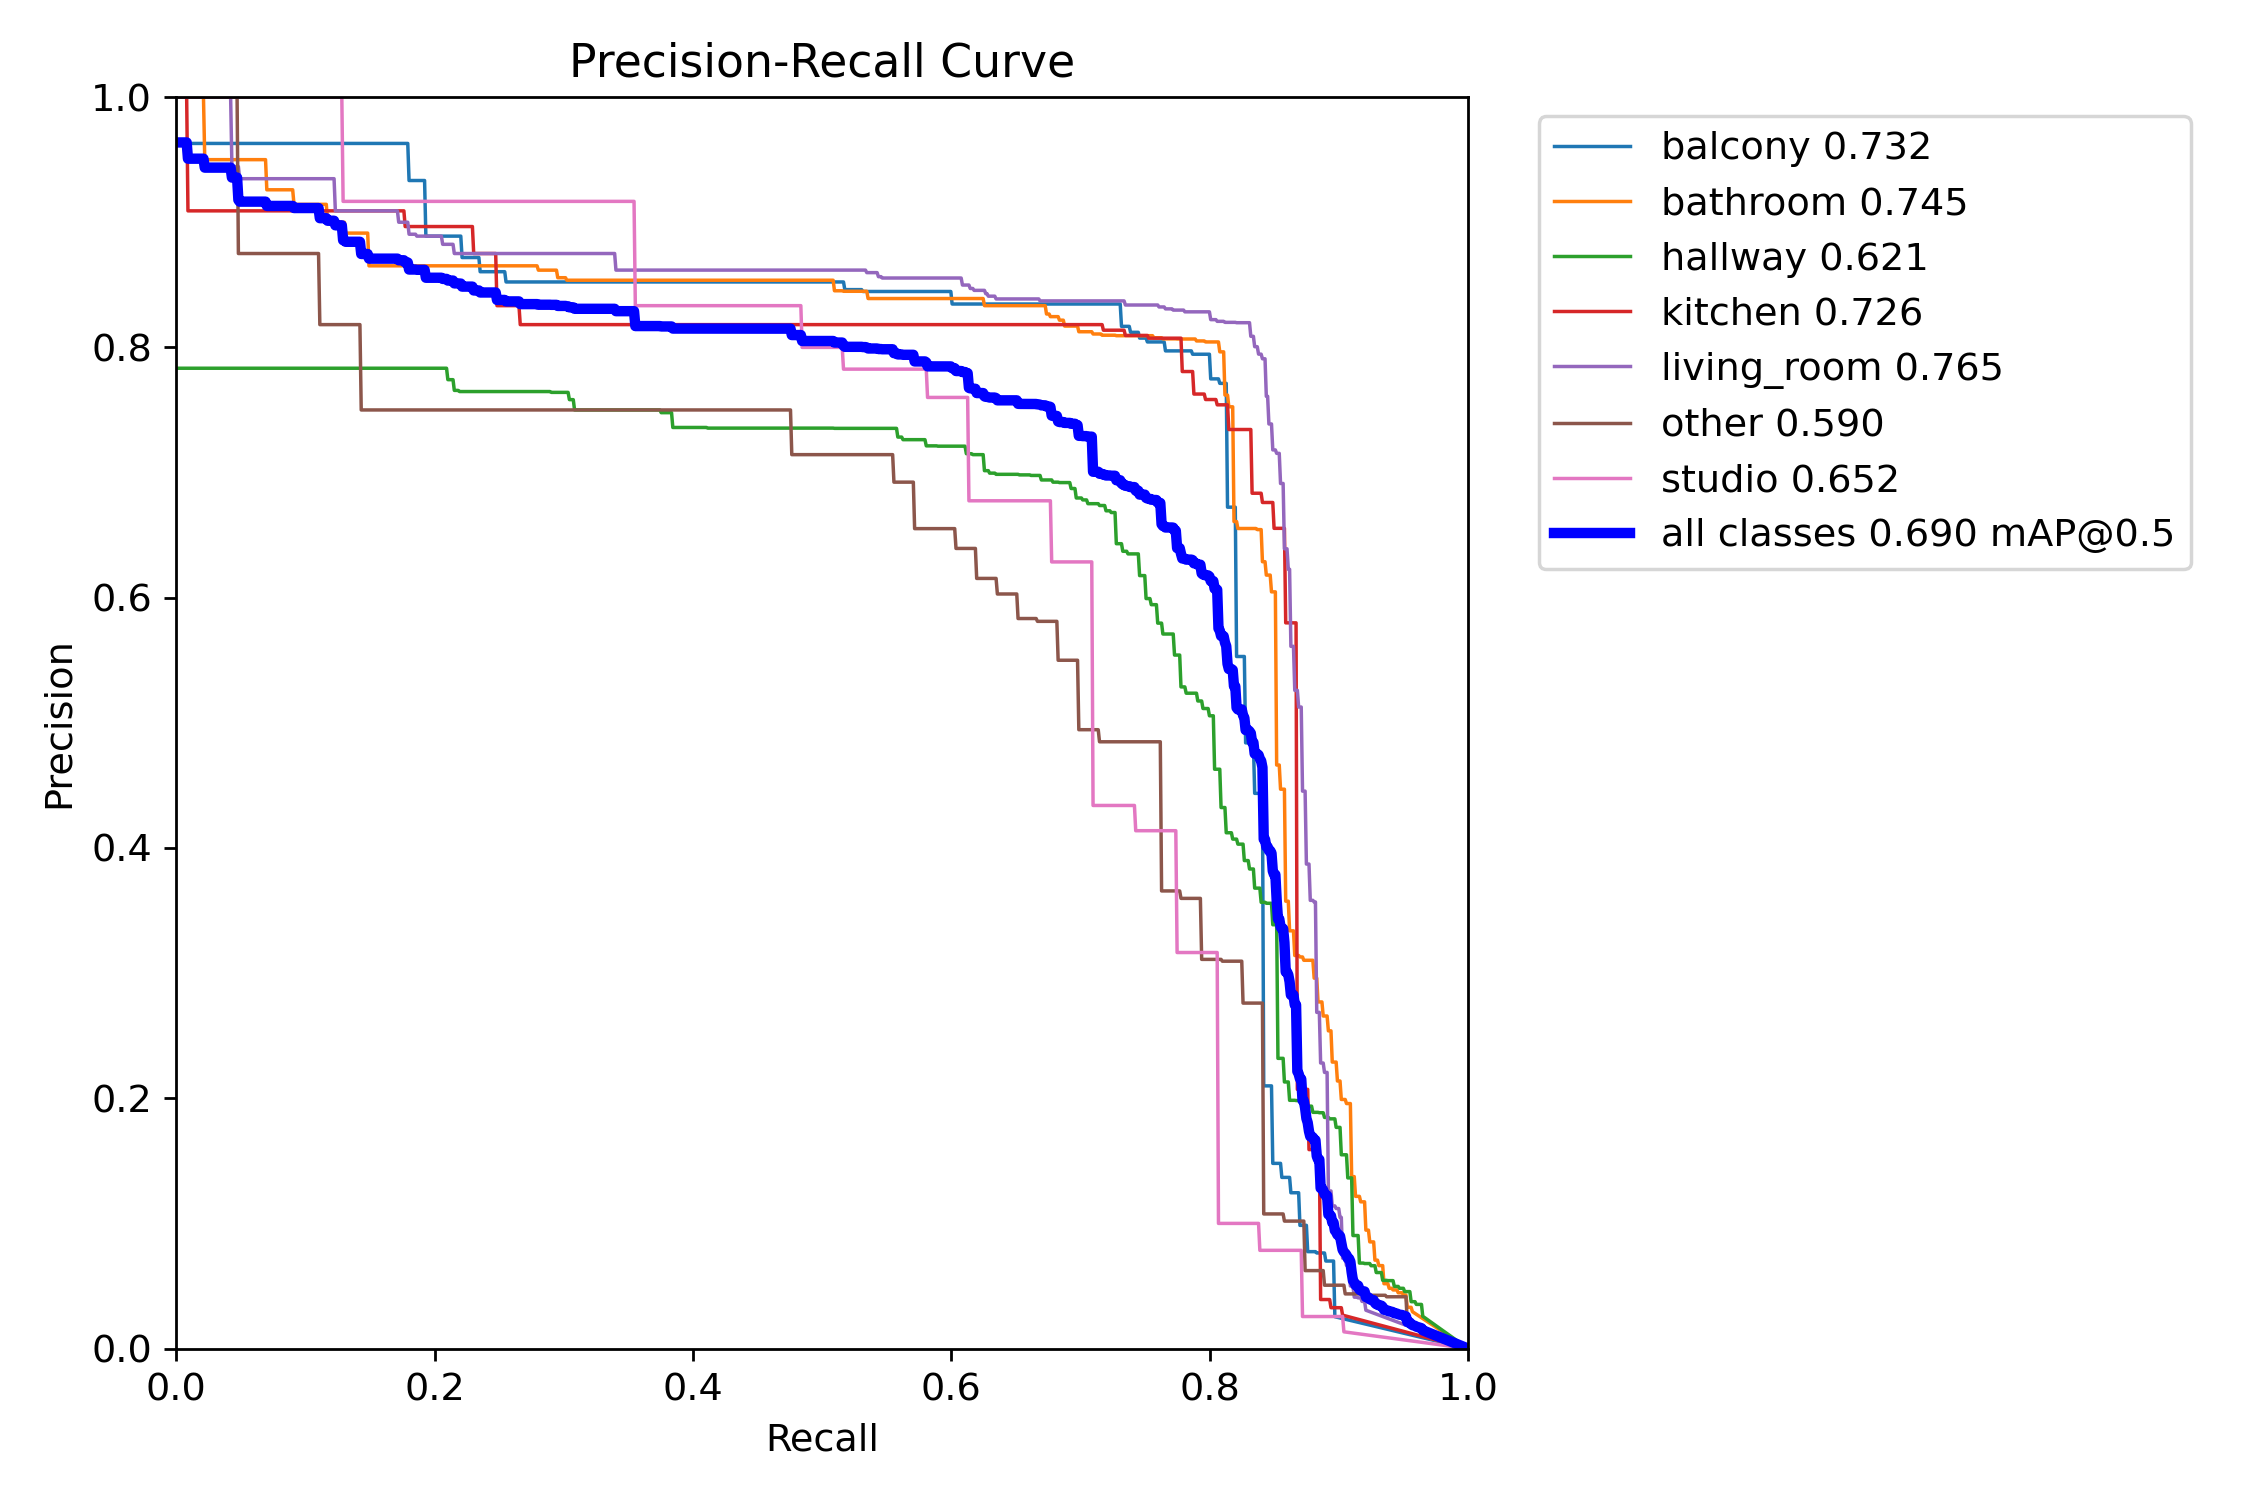 Precision-Recall Curve
1.0
0.8
0.6
0.4
0.2
0.0
Precision
0.0 0.2 0.4 0.6 0.8 1.0
Recall
balcony 0.732
bathroom 0.745
hallway 0.621
kitchen 0.726
living_room 0.765
other 0.590
studio 0.652
all classes 0.690 mAP@0.5